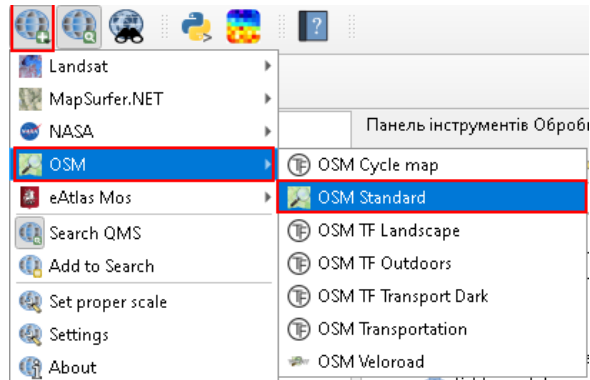 Landsat
MapSurfer.NET
NASA
OSM
eAtlas Mos
Search QMS
Add to Search
Set proper scale
Settings
About
Панель інструментів Оброб
OSM Cycle map
OSM Standard
OSM TF Landscape
OSM TF Outdoors
OSM TF Transport Dark
OSM Transportation
OSM Veloroad